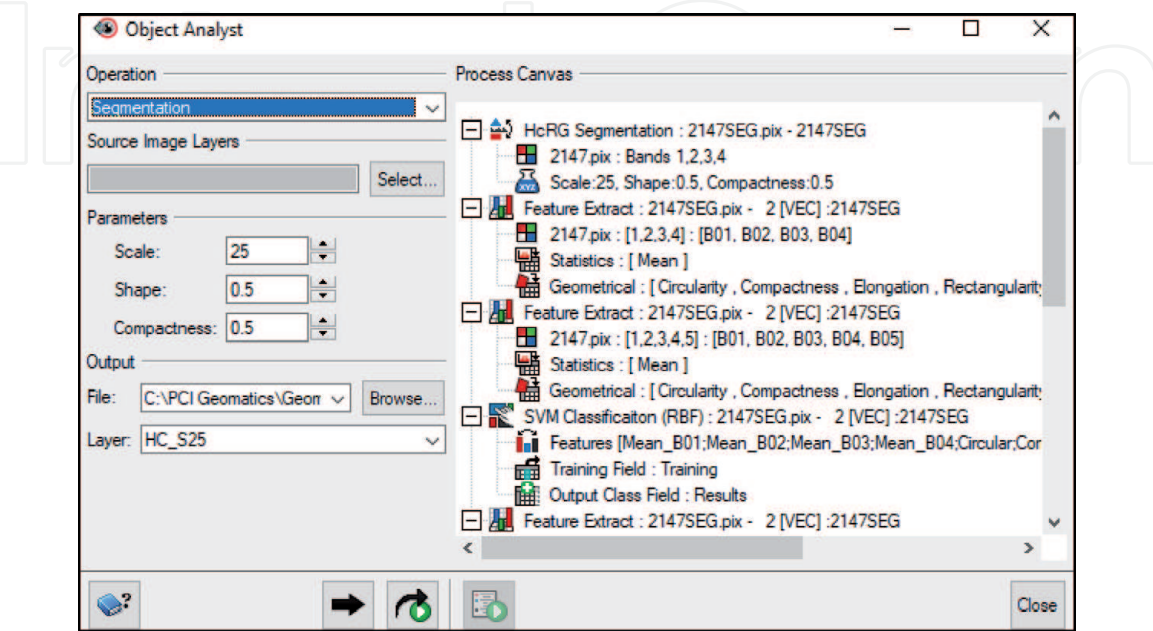 Object Analyst
Operation
Segmentation
Source Image Layers
Select...
Parameters
Scale: 25
Shape: 0.5
Compactness: 0.5
Output
File: C:\PCI Geomatics\Geom Browse...
Layer: HC_S25
Process Canvas
HcRG Segmentation : 2147SEG.pix - 2147SEG
2147.pix : Bands 1,2,3,4
Scale:25, Shape:0.5, Compactness:0.5
Feature Extract : 2147SEG.pix - 2 [VEC] :2147SEG
2147.pix : [1,2,3,4] : [B01, B02, B03, B04]
Statistics : [ Mean ]
Geometrical : [ Circularity , Compactness , Elongation , Rectangularity
Feature Extract : 2147SEG.pix - 2 [VEC] :2147SEG
2147.pix : [1,2,3,4,5] : [B01, B02, B03, B04, B05]
Statistics : [ Mean ]
Geometrical : [ Circularity , Compactness , Elongation , Rectangularity
SVM Classificaiton (RBF) : 2147SEG.pix - 2 [VEC] :2147SEG
Features [Mean_B01;Mean_B02;Mean_B03;Mean_B04;Circular;Cor
Training Field : Training
Output Class Field : Results
Feature Extract : 2147SEG.pix - 2 [VEC] :2147SEG
Close